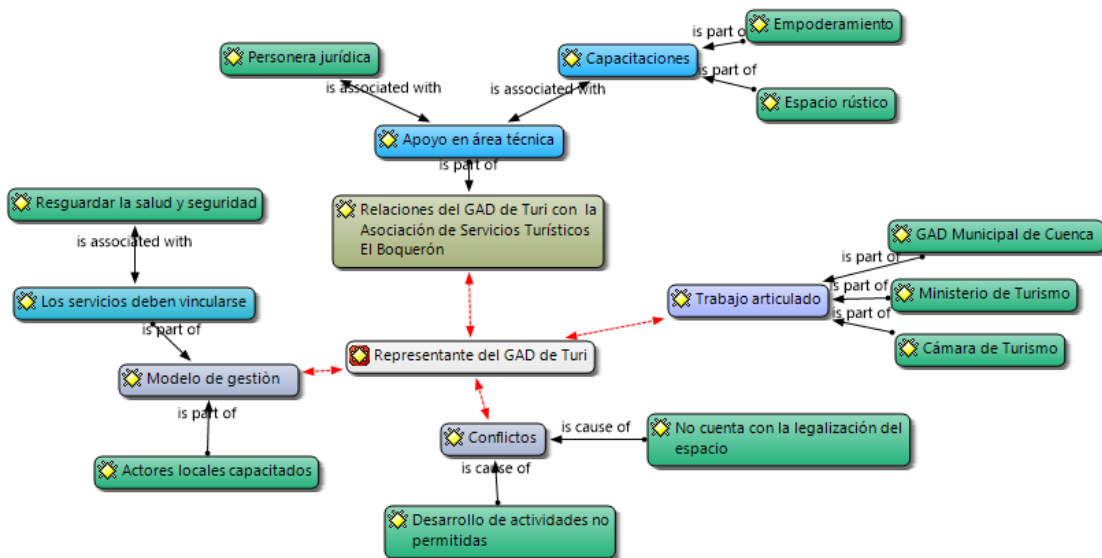 Empoderamiento
is part of
Personera jurídica
Capacitaciones
is part of
is associated with
is associated with
Espacio rústico
Apoyo en área técnica
is part of
Resguardar la salud y seguridad
Relaciones del GAD de Turi con la
Asociación de Servicios Turísticos
El Boquerón
is associated with
GAD Municipal de Cuenca
is part of
Los servicios deben vincularse
Trabajo articulado
is part of
Ministerio de Turismo
is part of
is part of
Cámara de Turismo
Representante del GAD de Turi
Modelo de gestiòn
is part of
Conflictos
is cause of
No cuenta con la legalización del
espacio
is cause of
Actores locales capacitados
Desarrollo de actividades no
permitidas